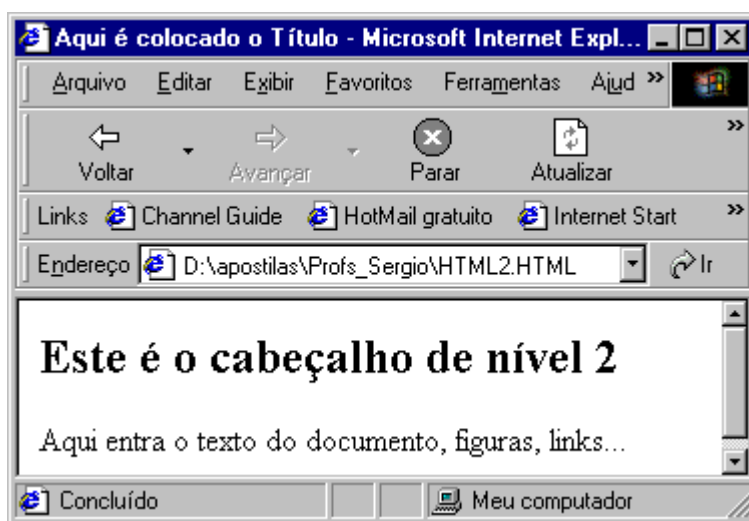 Aqui é colocado o Título - Microsoft Internet Expl...
Arquivo Editar Exibir Favoritos Ferramentas Ajud »
Voltar Avançar Parar Atualizar »
Links Channel Guide HotMail gratuito Internet Start »
Endereço D:\apostilas\Profs_Sergio\HTML2.HTML Ir
Este é o cabeçalho de nível 2
Aqui entra o texto do documento, figuras, links...
Concluído Meu computador